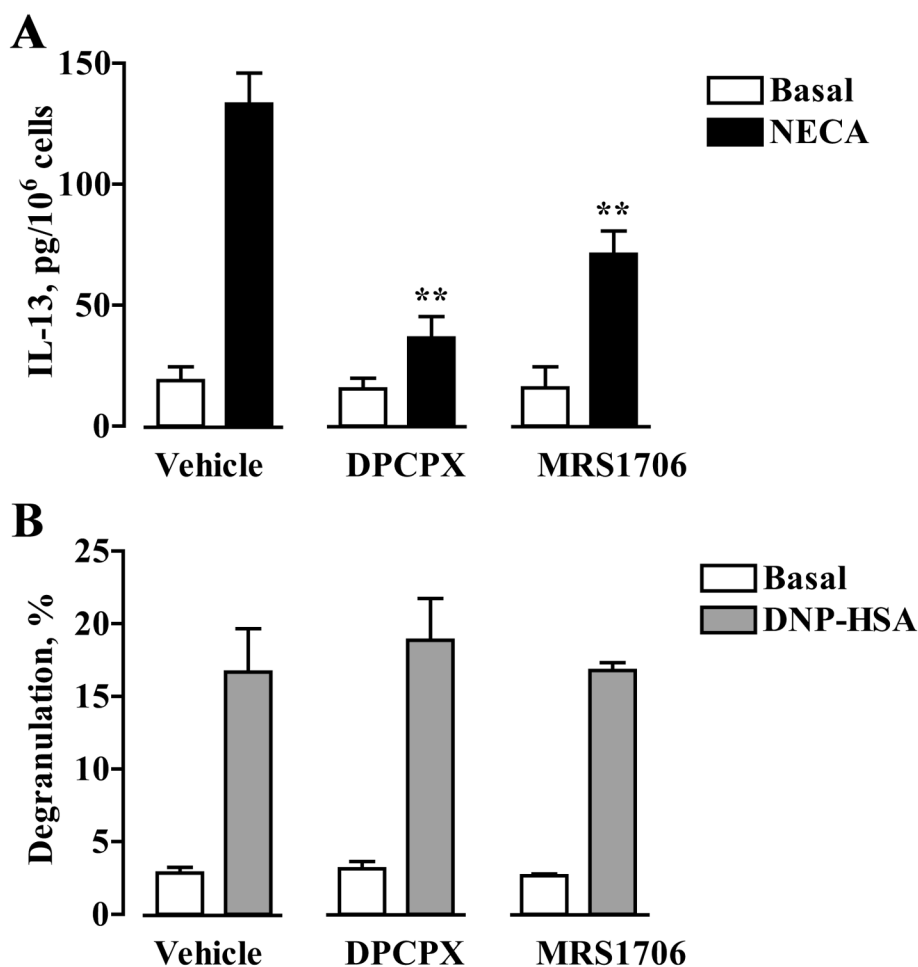 A
IL-13, pg/10⁶ cells
150
100
50
0
Basal
NECA
**
**
Vehicle
DPCPX
MRS1706
B
Degranulation, %
25
20
15
10
5
0
Basal
DNP-HSA
Vehicle
DPCPX
MRS1706